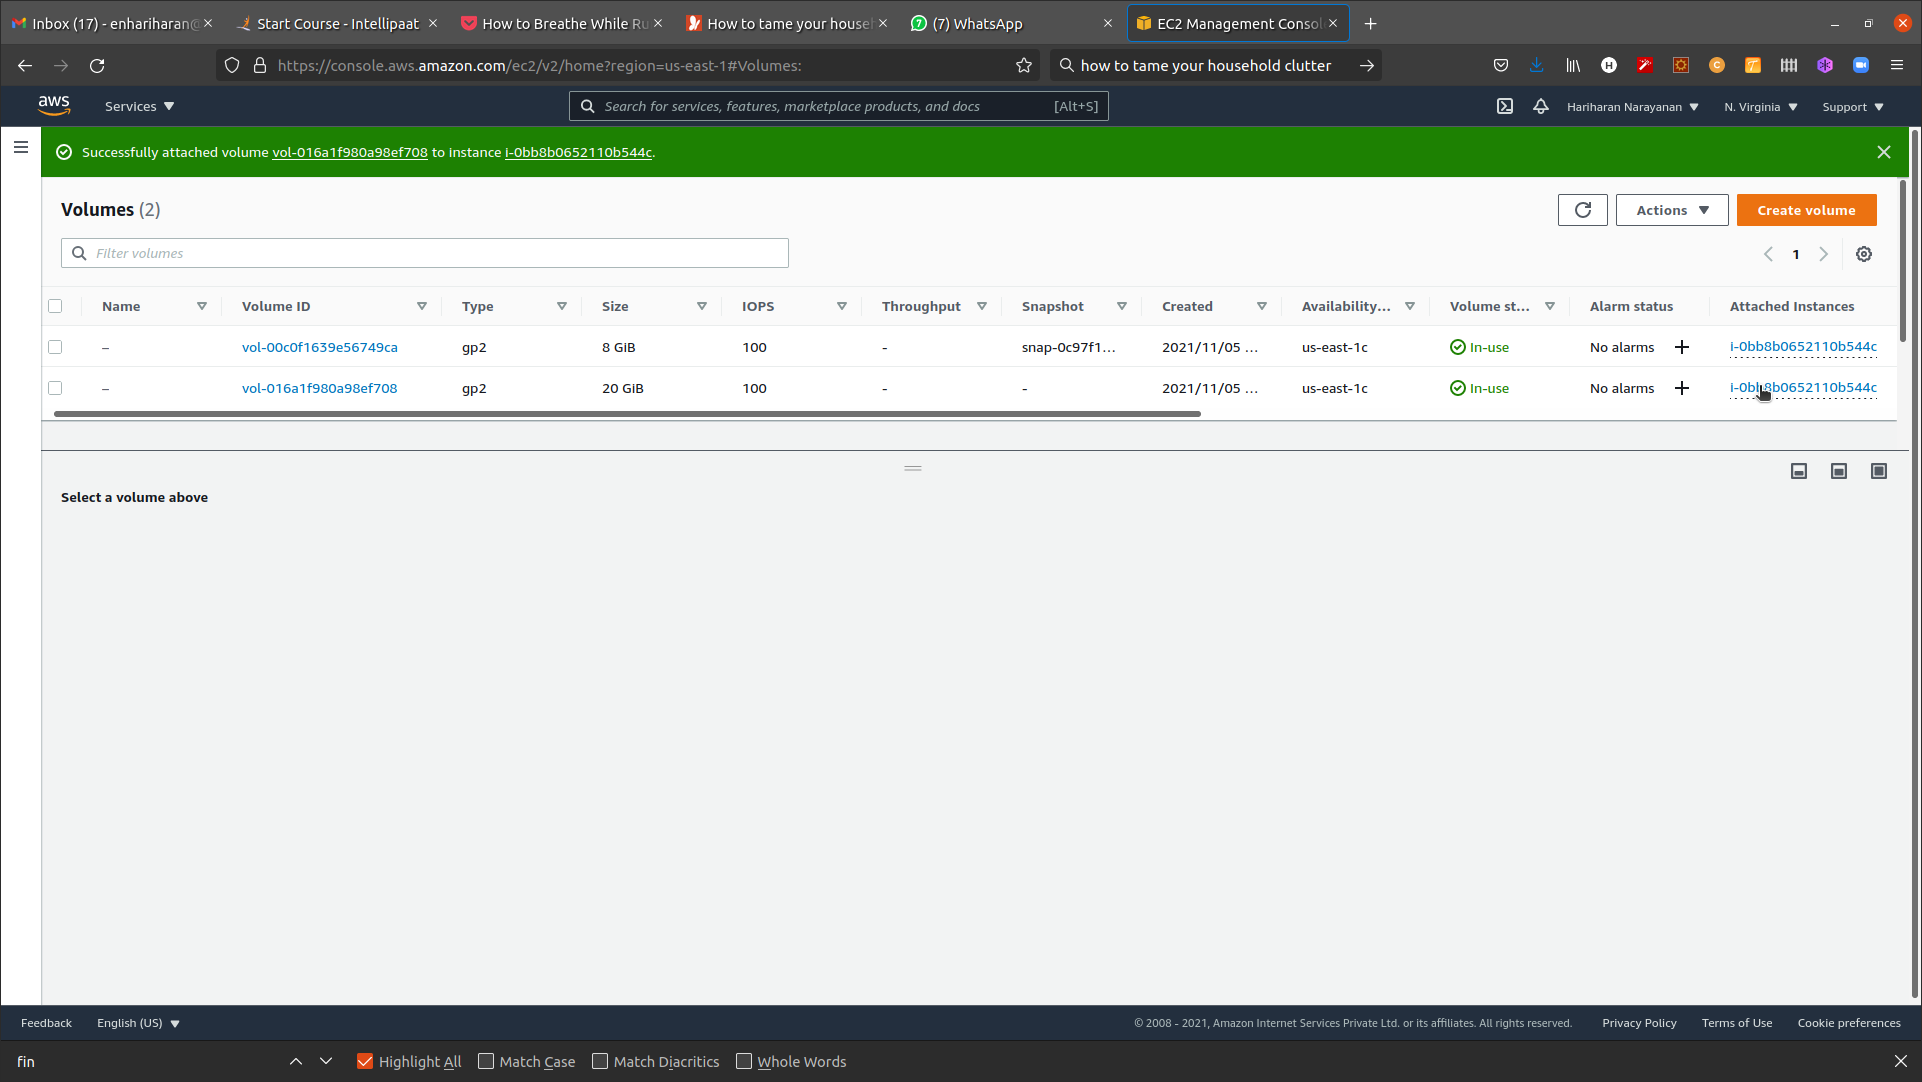 Inbox (17) - enhariharan@
Start Course - Intellipaat
How to Breathe While Ru
How to tame your househ
(7) WhatsApp
EC2 Management Consol
https://console.aws.amazon.com/ec2/v2/home?region=us-east-1#Volumes:
how to tame your household clutter
aws
Services
Search for services, features, marketplace products, and docs
[Alt+S]
Hariharan Narayanan
N. Virginia
Support
Successfully attached volume vol-016a1f980a98ef708 to instance i-0bb8b0652110b544c.
Volumes (2)
Actions
Create volume
Filter volumes
1
Name Volume ID Type Size IOPS Throughput Snapshot Created Availability... Volume st... Alarm status Attached Instances
– vol-00c0f1639e56749ca gp2 8 GiB 100 - snap-0c97f1... 2021/11/05 ... us-east-1c In-use No alarms + i-0bb8b0652110b544c
– vol-016a1f980a98ef708 gp2 20 GiB 100 - - 2021/11/05 ... us-east-1c In-use No alarms + i-0bb8b0652110b544c
Select a volume above
Feedback English (US) © 2008 - 2021, Amazon Internet Services Private Ltd. or its affiliates. All rights reserved. Privacy Policy Terms of Use Cookie preferences
fin Highlight All Match Case Match Diacritics Whole Words